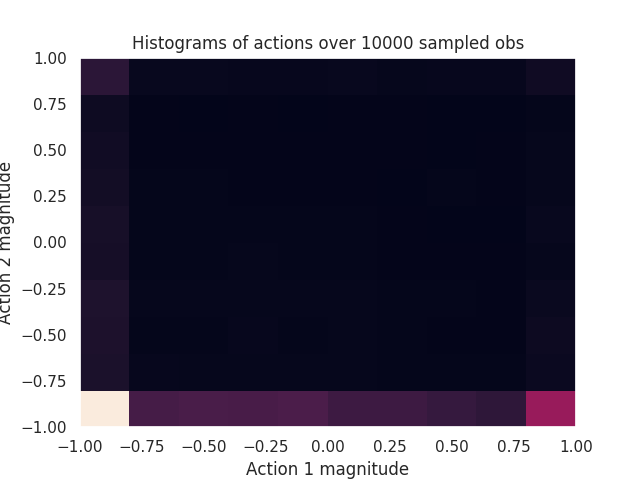 Histograms of actions over 10000 sampled obs
1.00
0.75
0.50
0.25
0.00
−0.25
−0.50
−0.75
−1.00
Action 2 magnitude
−1.00 −0.75 −0.50 −0.25 0.00 0.25 0.50 0.75 1.00
Action 1 magnitude